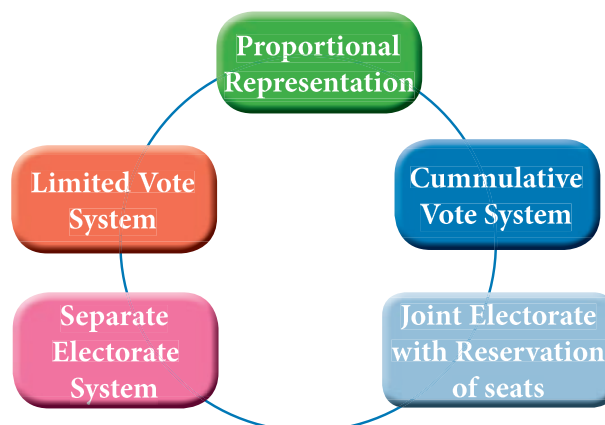 Proportional
Representation
Limited Vote
System
Cummulative
Vote System
Separate
Electorate
System
Joint Electorate
with Reservation
of seats